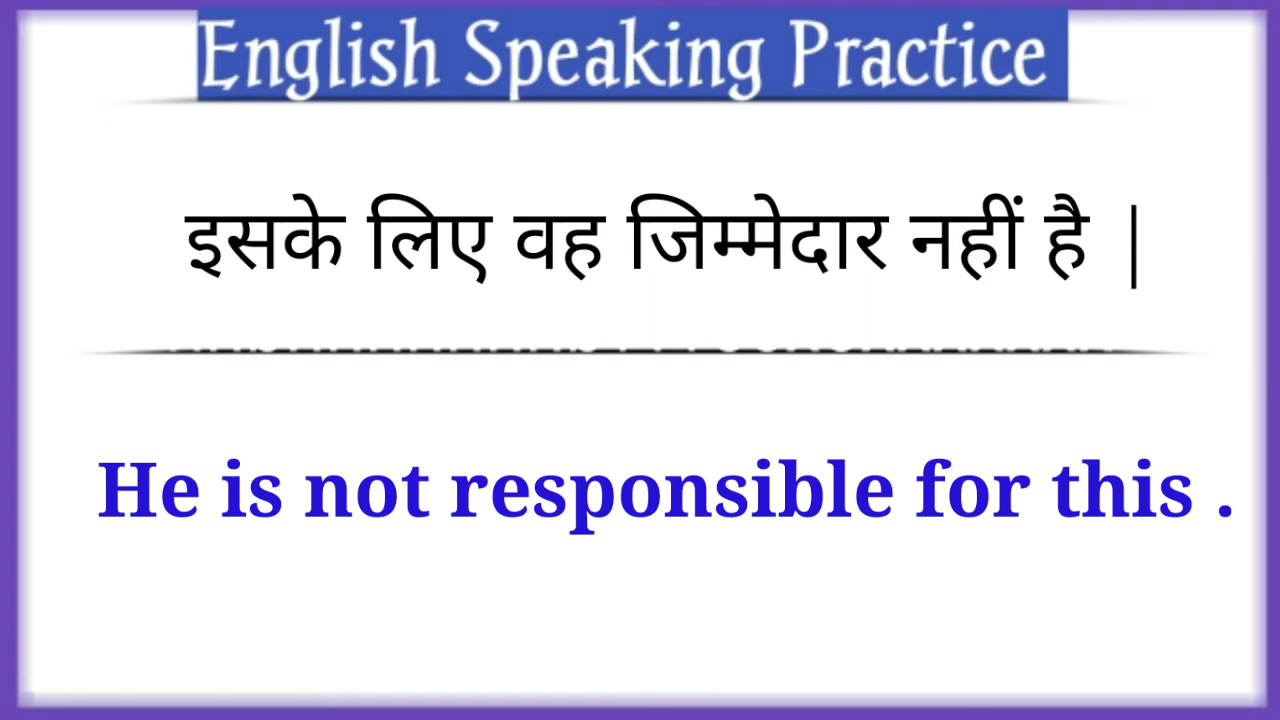 English Speaking Practice
इसके लिए वह जिम्मेदार नहीं है |
He is not responsible for this .